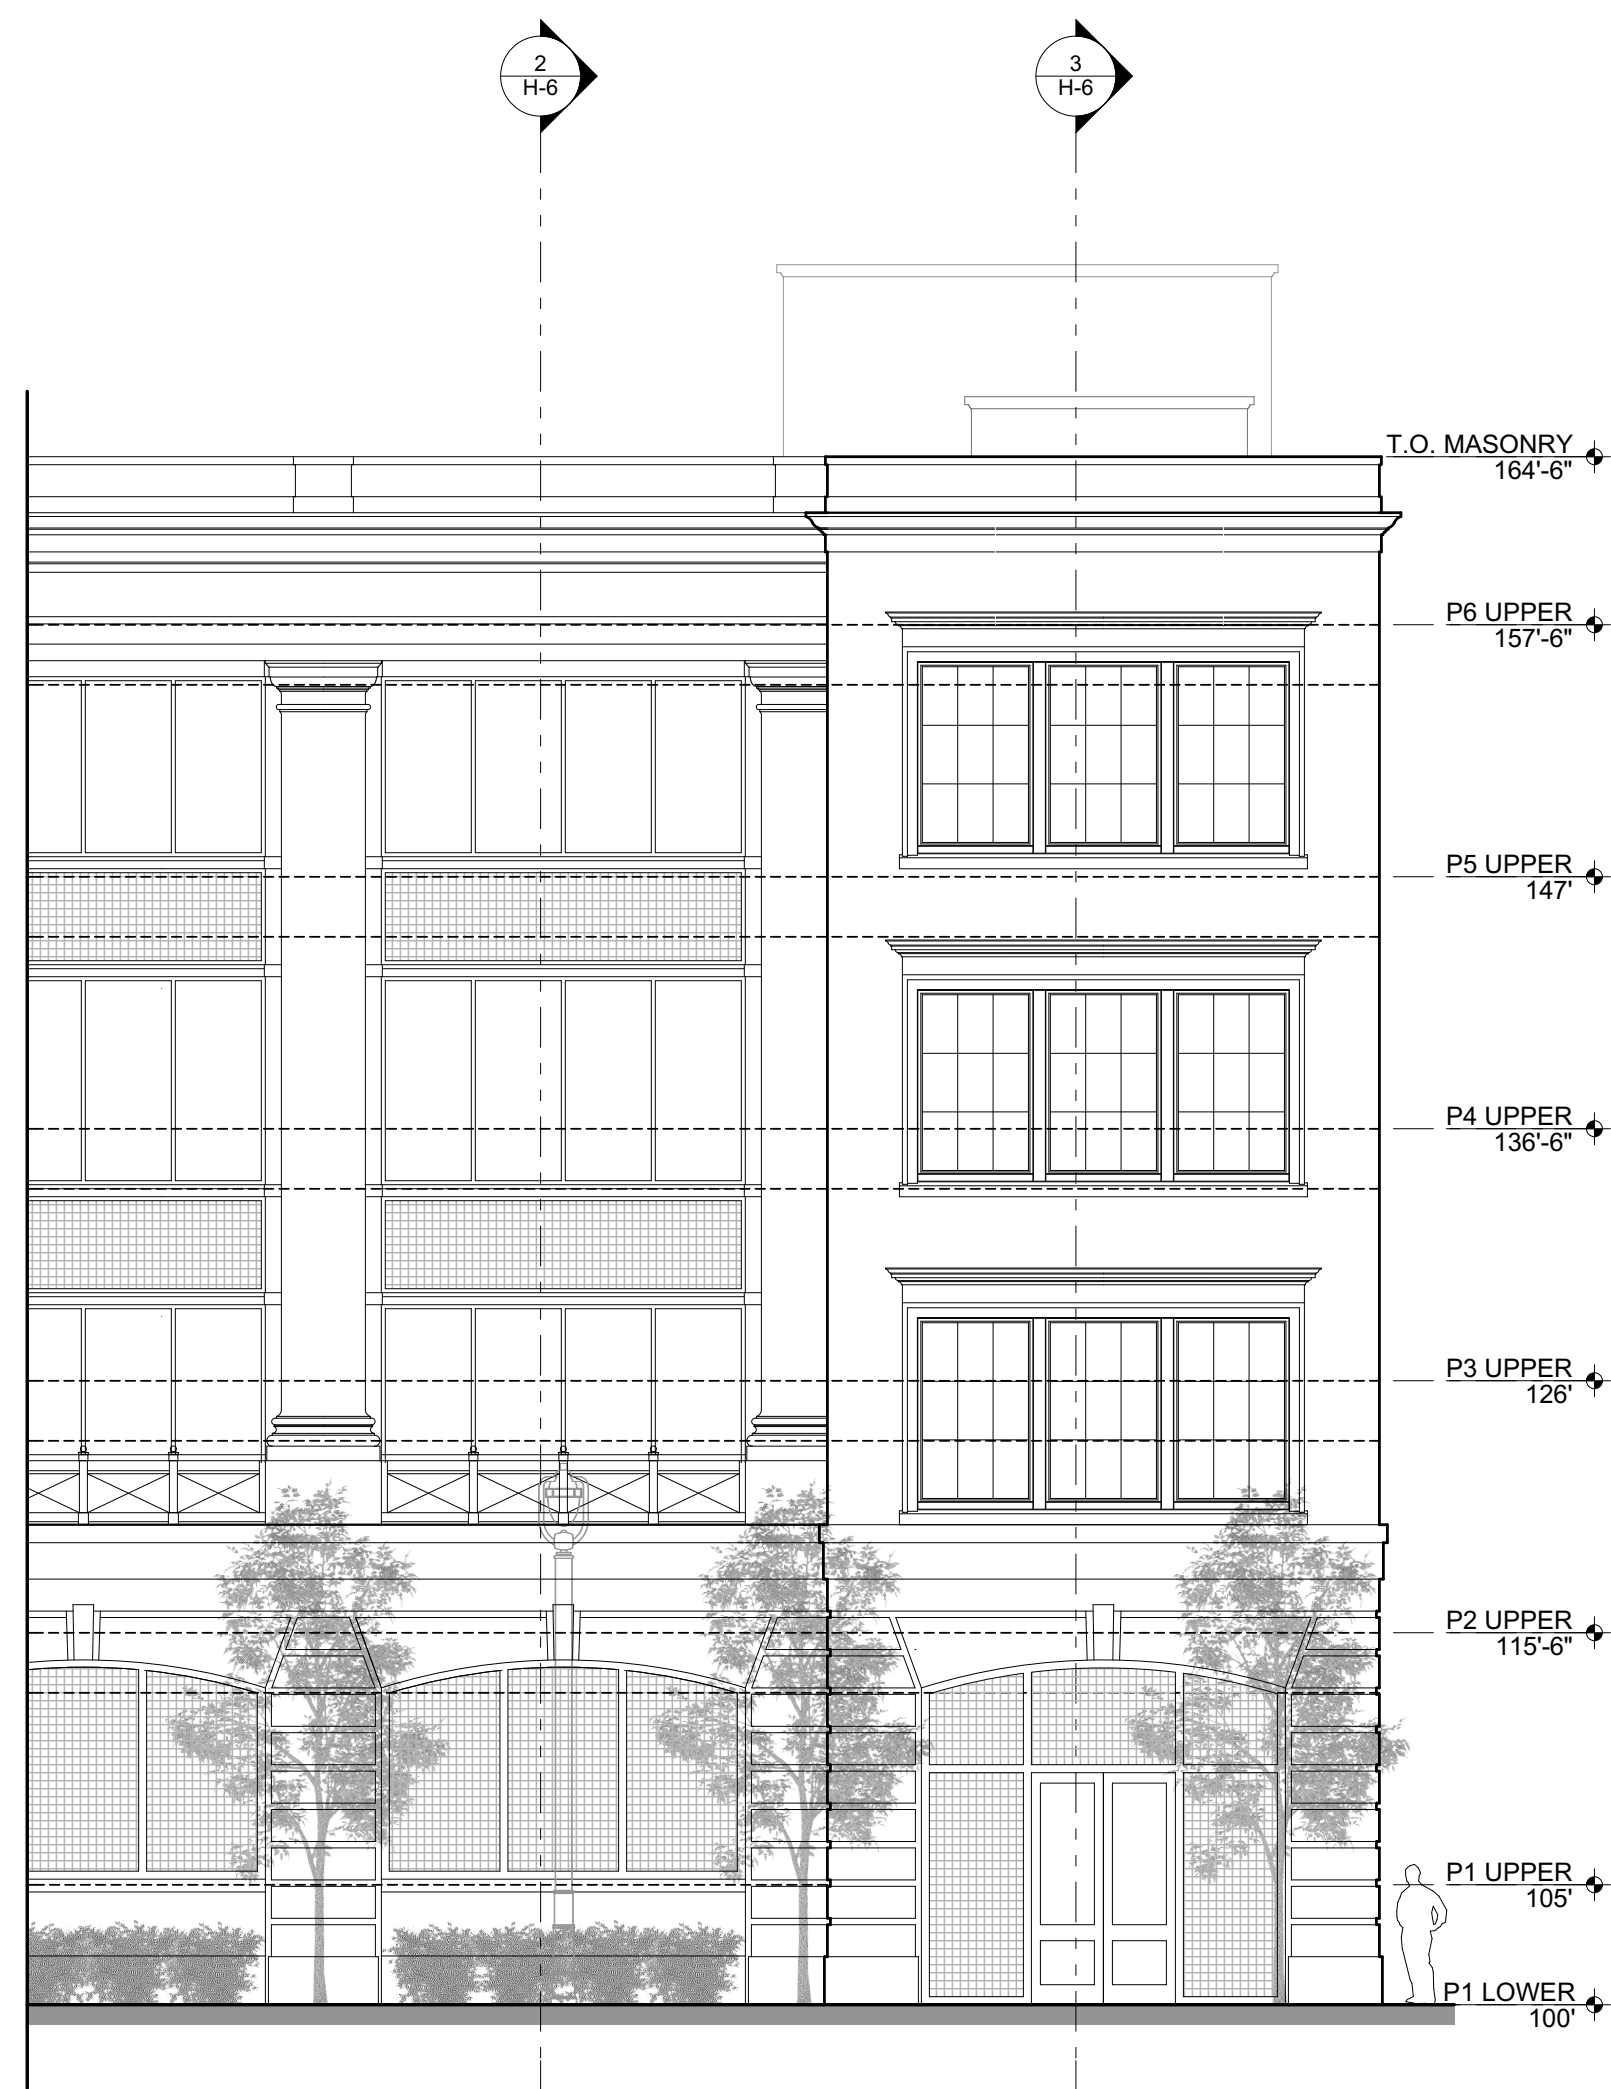 2
H-6
3
H-6
T.O. MASONRY
164'-6"
P6 UPPER
157'-6"
P5 UPPER
147'
P4 UPPER
136'-6"
P3 UPPER
126'
P2 UPPER
115'-6"
P1 UPPER
105'
P1 LOWER
100'